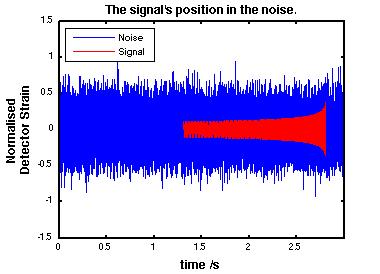 The signal's position in the noise.
Noise
Signal
Normalised
Detector Strain
1.5
1
0.5
0
-0.5
-1
-1.5
0
0.5
1
1.5
2
2.5
time /s